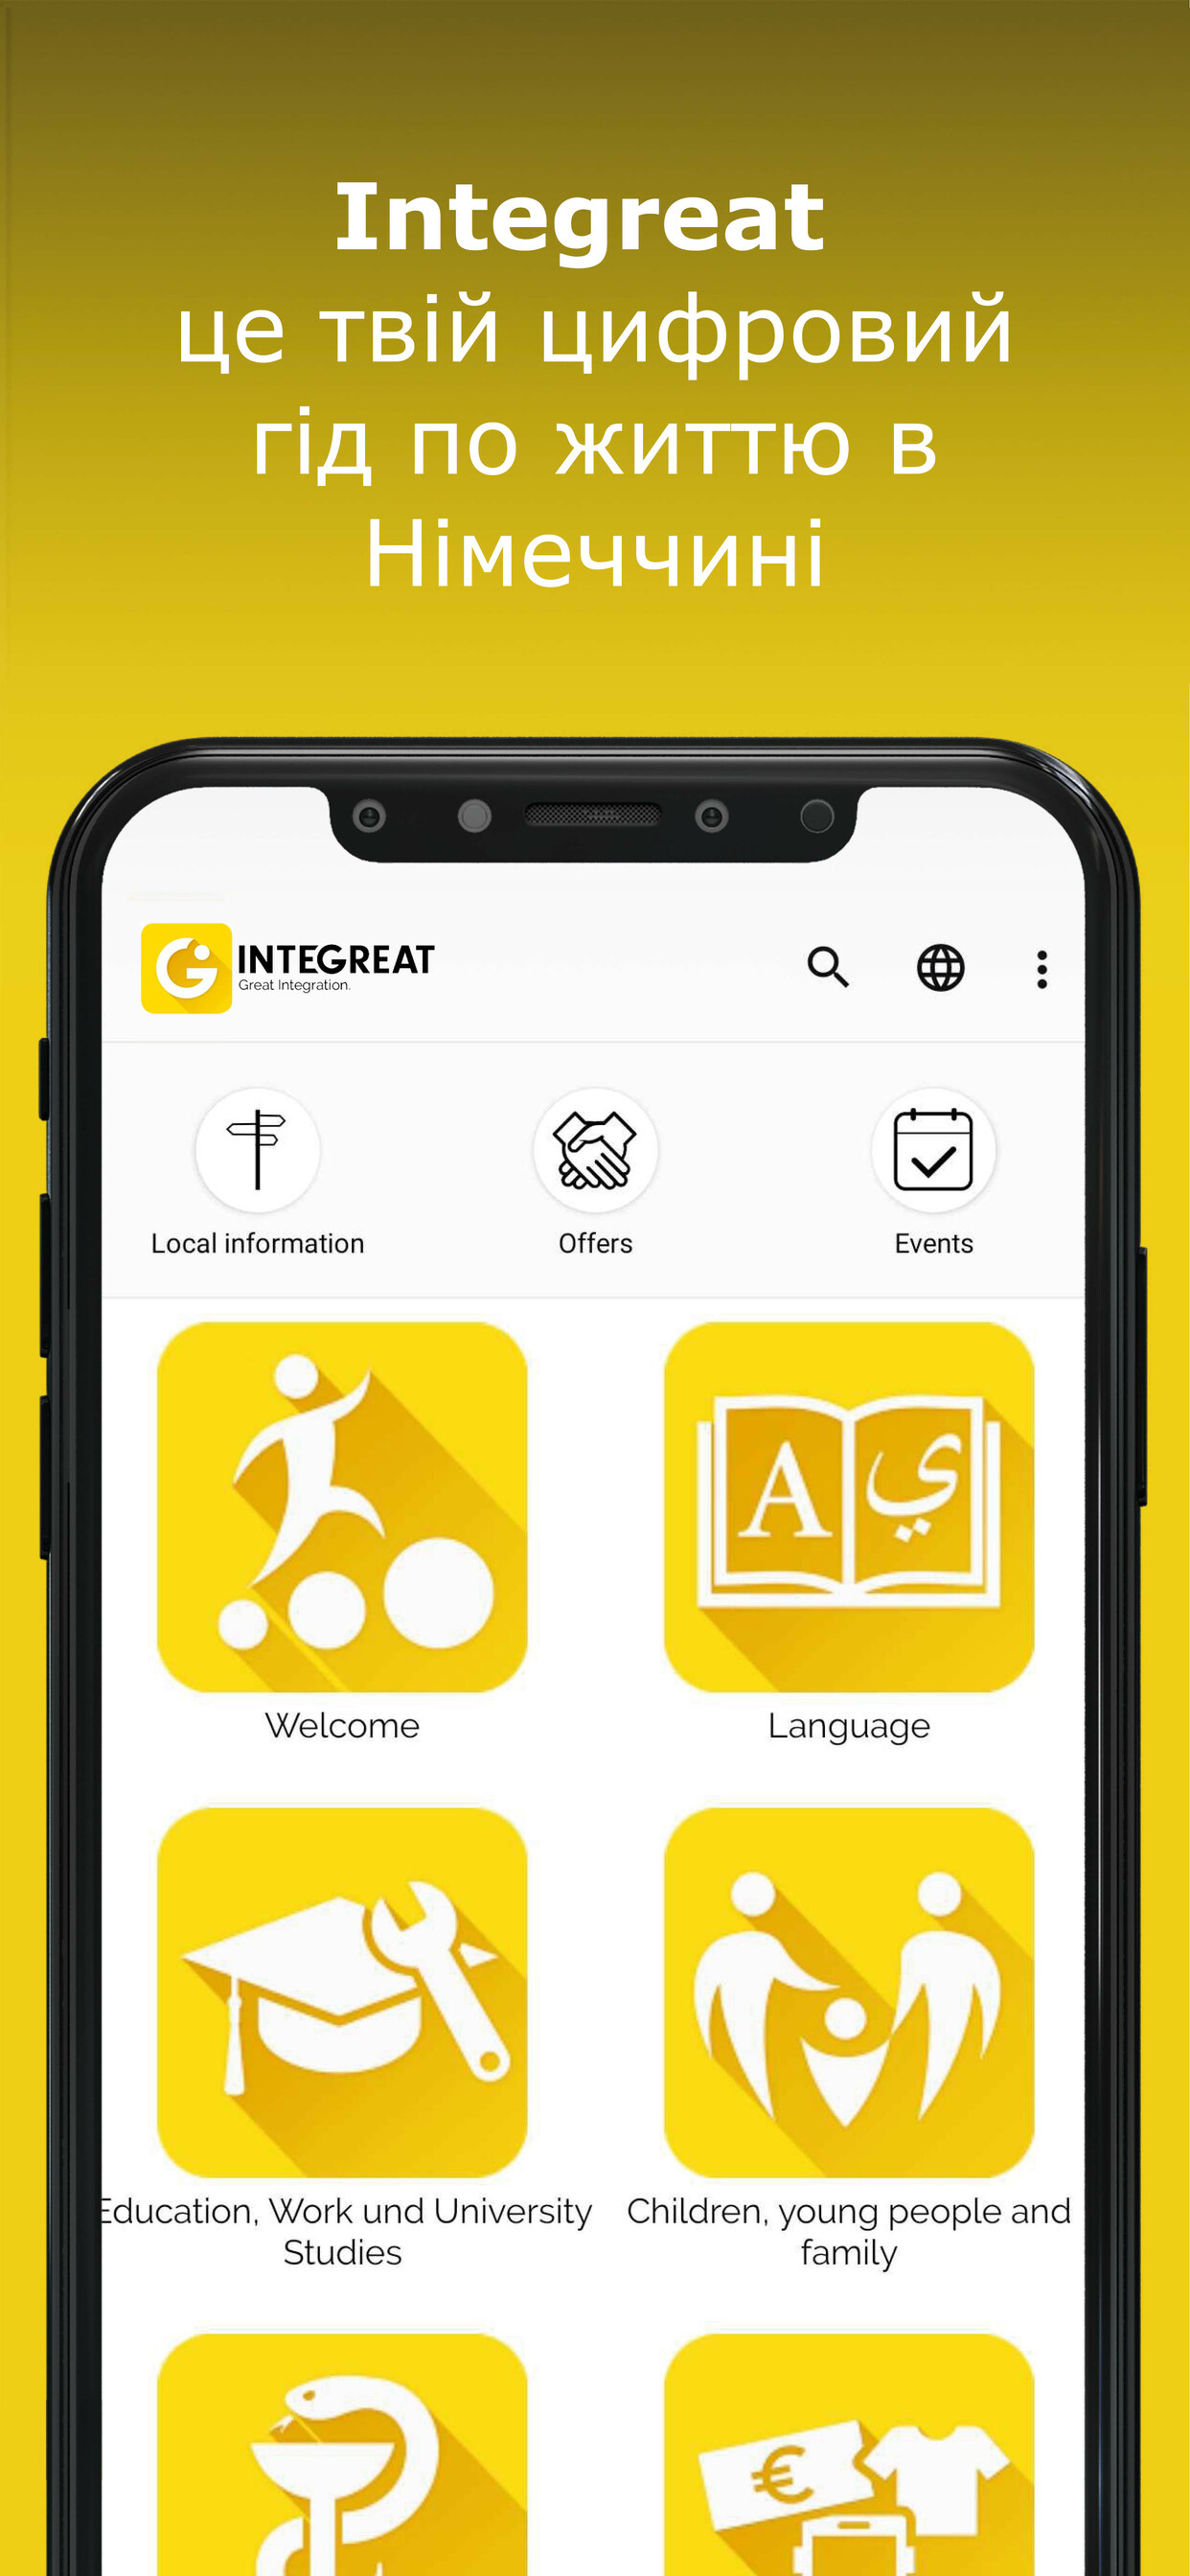 Integreat
це твій цифровий
гід по життю в
Німеччині
INTEGREAT
Great Integration.
Local information
Offers
Events
A ي
Welcome
Language
Education, Work und University
Studies
Children, young people and
family
€